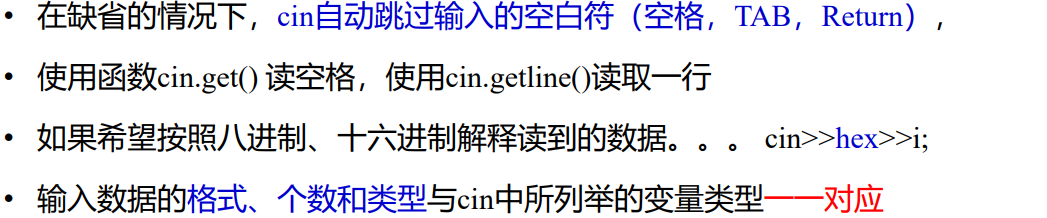 • 在缺省的情况下，cin自动跳过输入的空白符（空格，TAB，Return），
• 使用函数cin.get() 读空格，使用cin.getline()读取一行
• 如果希望按照八进制、十六进制解释读到的数据。。。 cin>>hex>>i;
• 输入数据的格式、个数和类型与cin中所列举的变量类型一一对应